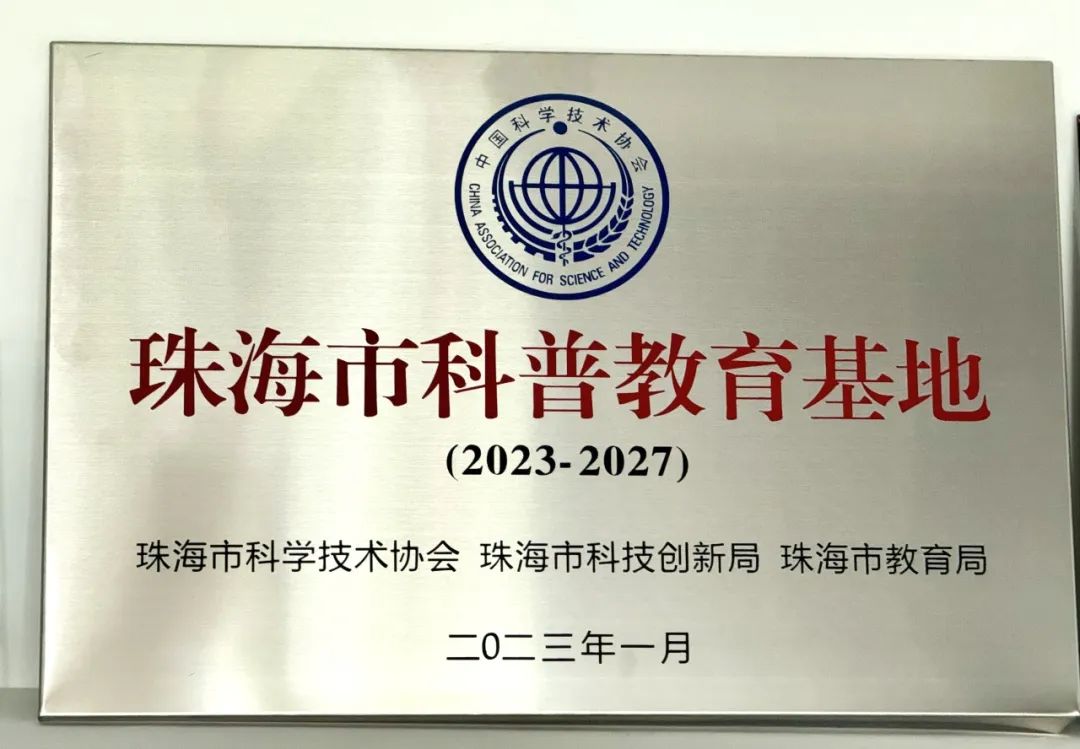 中国科学技术协会
CHINA ASSOCIATION FOR SCIENCE AND TECHNOLOGY
珠海市科普教育基地
(2023-2027)
珠海市科学技术协会 珠海市科技创新局 珠海市教育局
二0二三年一月